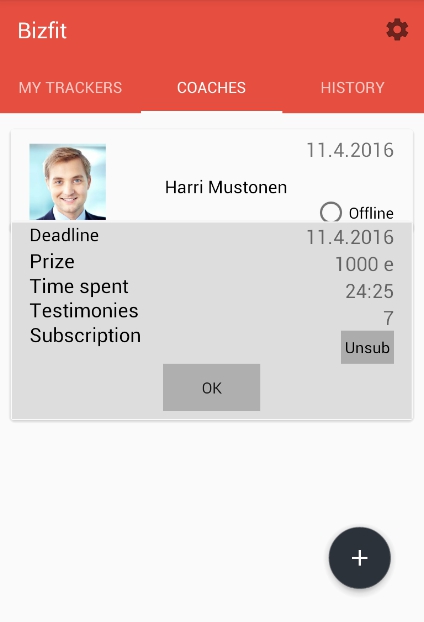 Bizfit
MY TRACKERS COACHES HISTORY
11.4.2016
Harri Mustonen
Offline
Deadline 11.4.2016
Prize 1000 e
Time spent 24:25
Testimonies 7
Subscription Unsub
OK
+